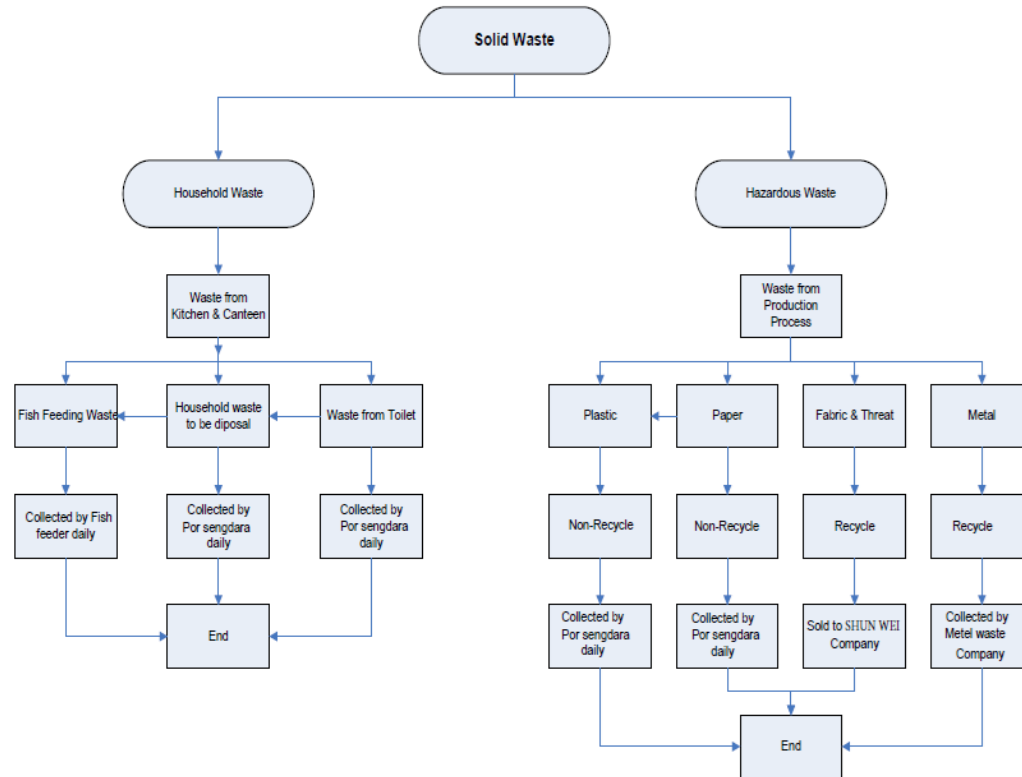 Solid Waste
Household Waste
Hazardous Waste
Waste from
Kitchen & Canteen
Waste from
Production
Process
Fish Feeding Waste
Household waste
to be diposal
Waste from Toilet
Plastic
Paper
Fabric & Threat
Metal
Collected by Fish
feeder daily
Collected by
Por sengdara
daily
Collected by
Por sengdara
daily
Non-Recycle
Non-Recycle
Recycle
Recycle
End
Collected by
Por sengdara
daily
Collected by
Por sengdara
daily
Sold to SHUN WEI
Company
Collected by
Metel waste
Company
End